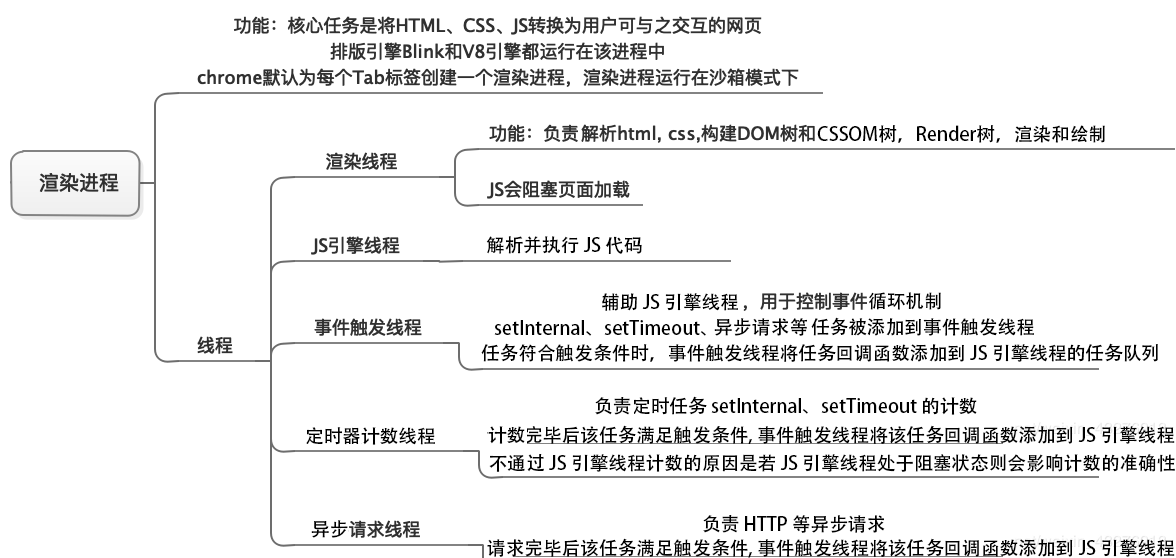 功能：核心任务是将HTML、CSS、JS转换为用户可与之交互的网页
排版引擎Blink和V8引擎都运行在该进程中
chrome默认为每个Tab标签创建一个渲染进程，渲染进程运行在沙箱模式下
渲染进程
线程
渲染线程
功能：负责解析html, css,构建DOM树和CSSOM树，Render树，渲染和绘制
JS会阻塞页面加载
JS引擎线程
解析并执行 JS 代码
事件触发线程
辅助 JS 引擎线程 ，用于控制事件循环机制
setInternal、setTimeout、异步请求等 任务被添加到事件触发线程
任务符合触发条件时，事件触发线程将任务回调函数添加到 JS 引擎线程的任务队列
定时器计数线程
负责定时任务 setInternal、setTimeout 的计数
计数完毕后该任务满足触发条件, 事件触发线程将该任务回调函数添加到 JS 引擎线程
不通过 JS 引擎线程计数的原因是若 JS 引擎线程处于阻塞状态则会影响计数的准确性
异步请求线程
负责 HTTP 等异步请求
请求完毕后该任务满足触发条件, 事件触发线程将该任务回调函数添加到 JS 引擎线程